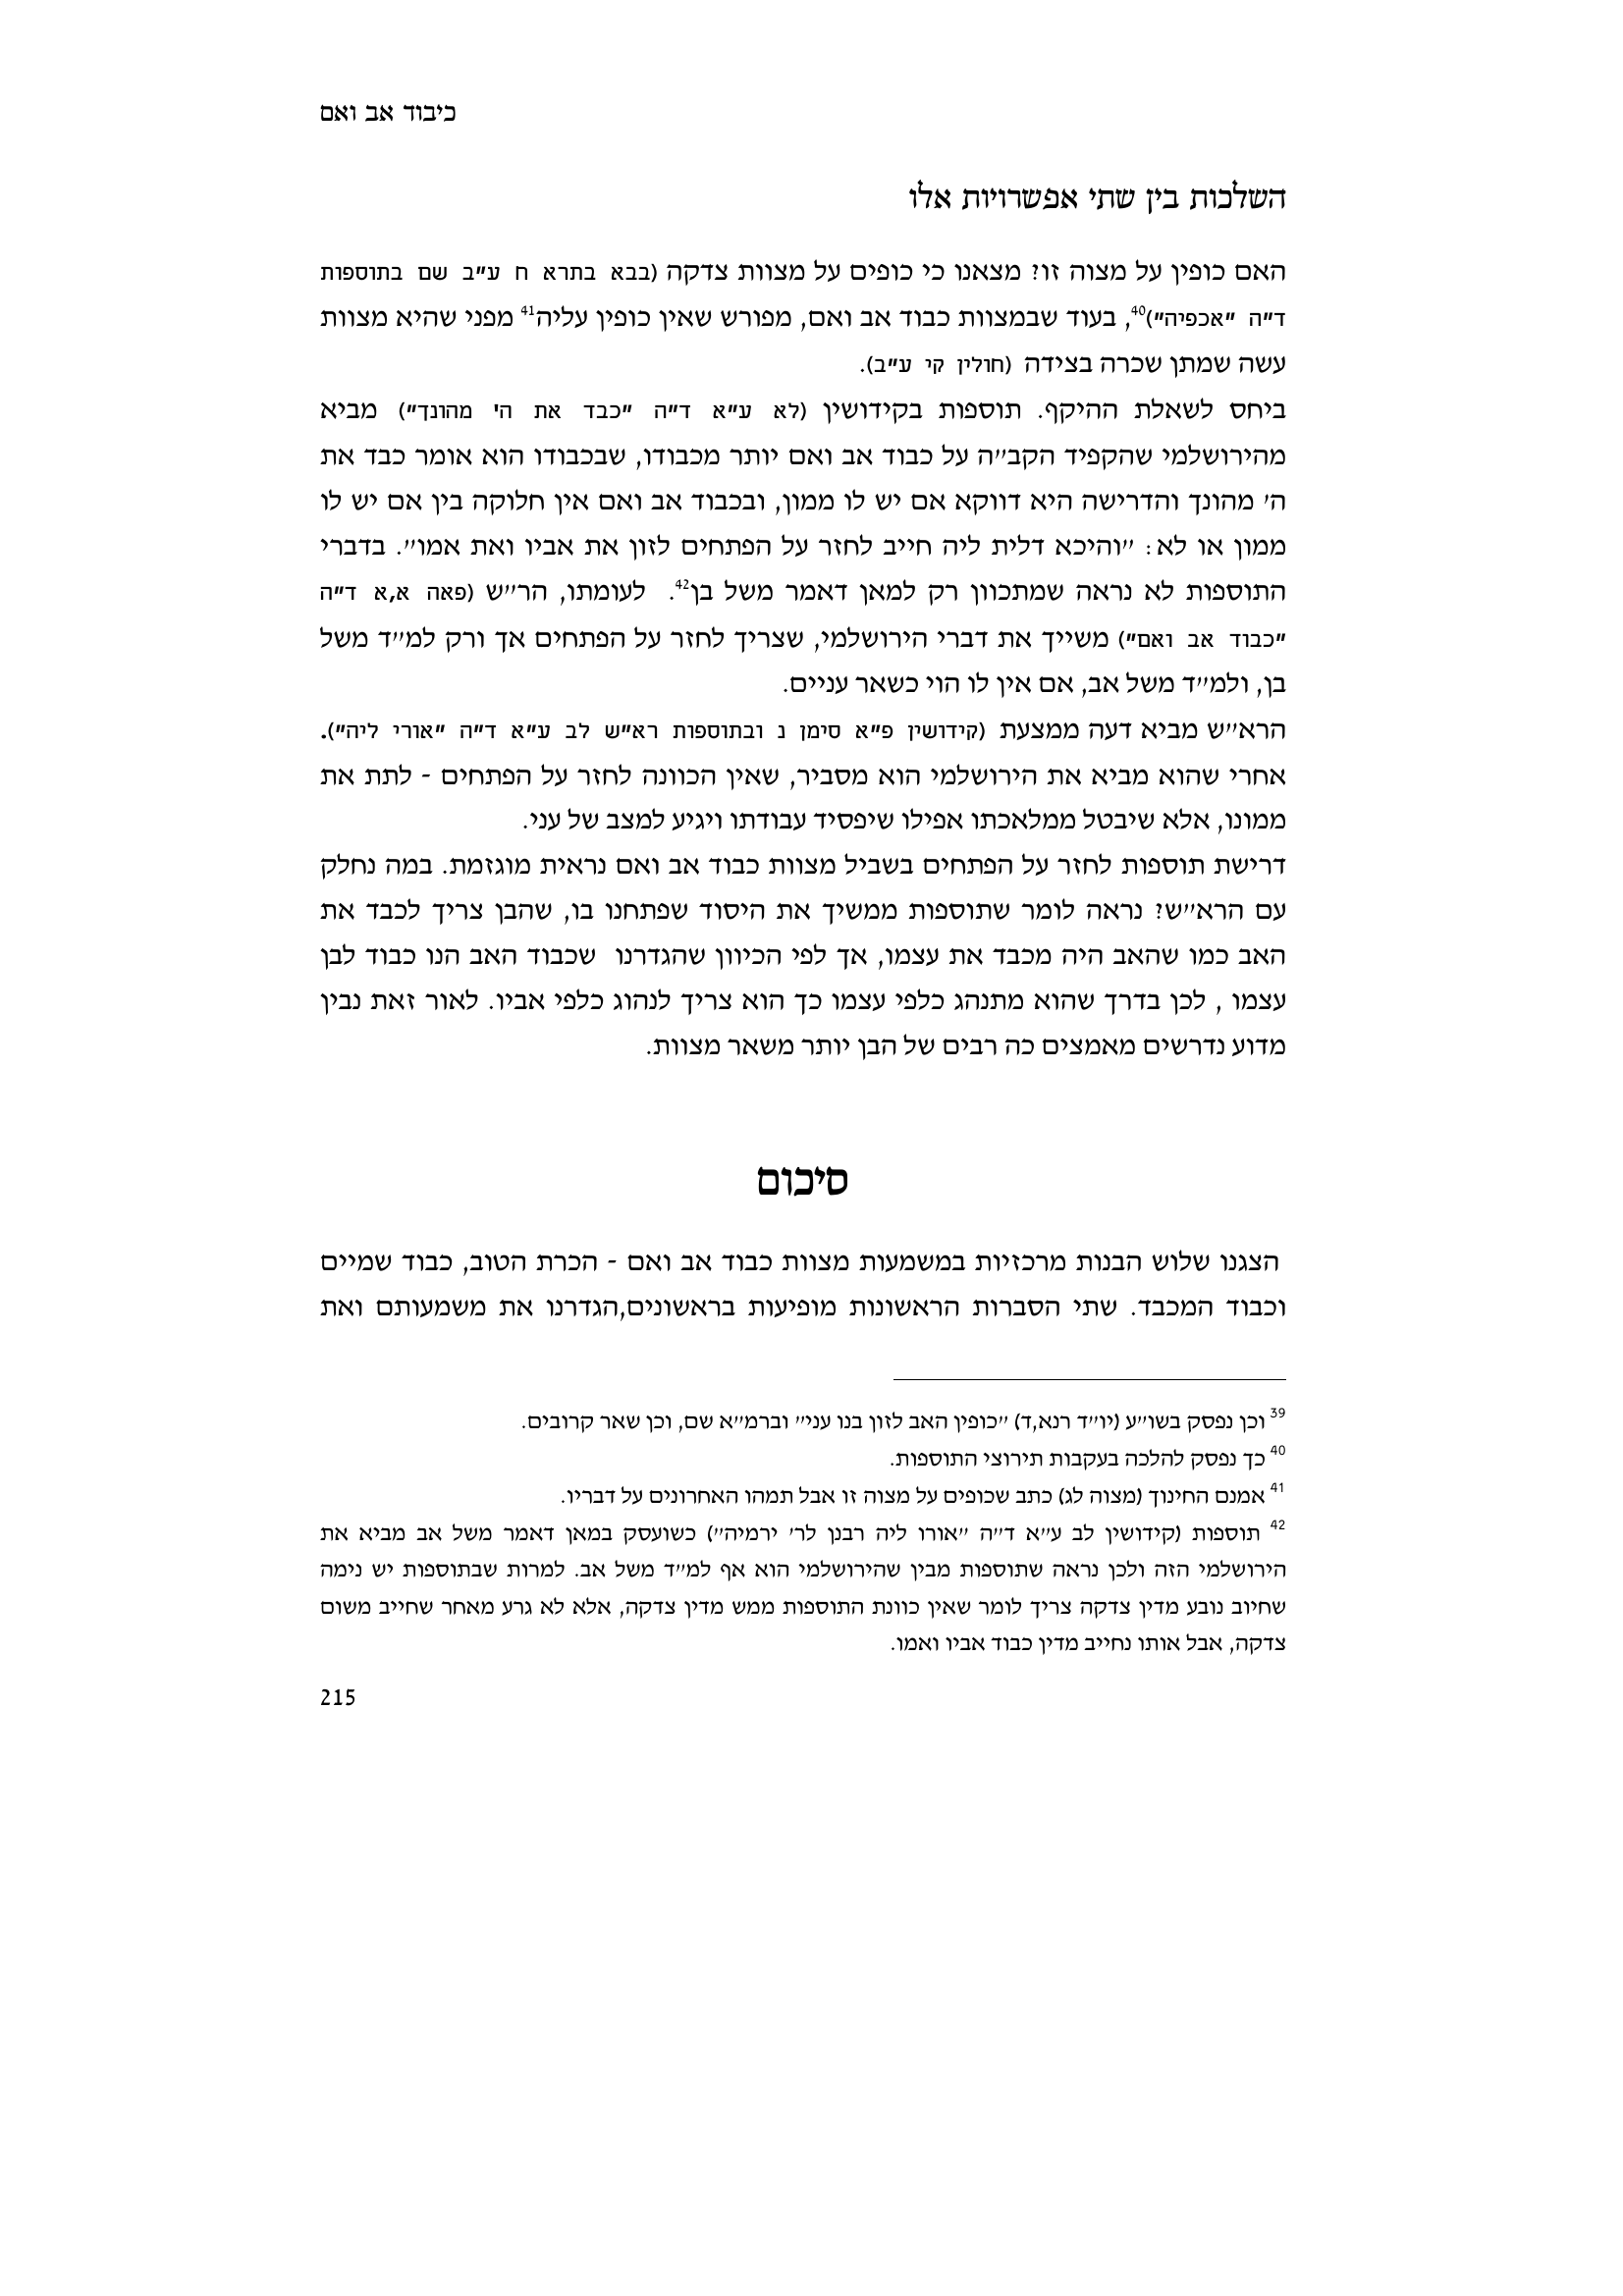 כיבוד אב ואם
השלכות בין שתי אפשרויות אלו
האם כופין על מצוה זו? מצאנו כי כופים על מצוות צדקה (בבא בתרא ח ע"ב שם בתוספות
ד"ה "אכפיה")40, בעוד שבמצוות כבוד אב ואם, מפורש שאין כופין עליה41 מפני שהיא מצוות
עשה שמתן שכרה בצידה (חולין קי ע"ב).
ביחס לשאלת ההיקף. תוספות בקידושין (לא ע"א ד"ה "כבד את ה' מהונך") מביא
מהירושלמי שהקפיד הקב"ה על כבוד אב ואם יותר מכבודו, שבכבודו הוא אומר כבד את
ה' מהונך והדרישה היא דווקא אם יש לו ממון, ובכבוד אב ואם אין חלוקה בין אם יש לו
ממון או לא: "והיכא דלית ליה חייב לחזר על הפתחים לזון את אביו ואת אמו". בדברי
התוספות לא נראה שמתכוון רק למאן דאמר משל בן42. לעומתו, הר"ש (פאה א,א ד"ה
"כבוד אב ואם") משייך את דברי הירושלמי, שצריך לחזר על הפתחים אך ורק למ"ד משל
בן, ולמ"ד משל אב, אם אין לו הוי כשאר עניים.
הרא"ש מביא דעה ממצעת (קידושין פ"א סימן נ ובתוספות רא"ש לב ע"א ד"ה "אורי ליה").
אחרי שהוא מביא את הירושלמי הוא מסביר, שאין הכוונה לחזר על הפתחים - לתת את
ממונו, אלא שיבטל ממלאכתו אפילו שיפסיד עבודתו ויגיע למצב של עני.
דרישת תוספות לחזר על הפתחים בשביל מצוות כבוד אב ואם נראית מוגזמת. במה נחלק
עם הרא"ש? נראה לומר שתוספות ממשיך את היסוד שפתחנו בו, שהבן צריך לכבד את
האב כמו שהאב היה מכבד את עצמו, אך לפי הכיוון שהגדרנו שכבוד האב הנו כבוד לבן
עצמו , לכן בדרך שהוא מתנהג כלפי עצמו כך הוא צריך לנהוג כלפי אביו. לאור זאת נבין
מדוע נדרשים מאמצים כה רבים של הבן יותר משאר מצוות.
סיכום
הצגנו שלוש הבנות מרכזיות במשמעות מצוות כבוד אב ואם - הכרת הטוב, כבוד שמיים
וכבוד המכבד. שתי הסברות הראשונות מופיעות בראשונים,הגדרנו את משמעותם ואת
39 וכן נפסק בשו"ע (יו"ד רנא,ד) "כופין האב לזון בנו עני" וברמ"א שם, וכן שאר קרובים.
40 כך נפסק להלכה בעקבות תירוצי התוספות.
41 אמנם החינוך (מצוה לג) כתב שכופים על מצוה זו אבל תמהו האחרונים על דבריו.
42 תוספות (קידושין לב ע"א ד"ה "אורו ליה רבנן לר' ירמיה") כשועסק במאן דאמר משל אב מביא את
הירושלמי הזה ולכן נראה שתוספות מבין שהירושלמי הוא אף למ"ד משל אב. למרות שבתוספות יש נימה
שחיוב נובע מדין צדקה צריך לומר שאין כוונת התוספות ממש מדין צדקה, אלא לא גרע מאחר שחייב משום
צדקה, אבל אותו נחייב מדין כבוד אביו ואמו.
215